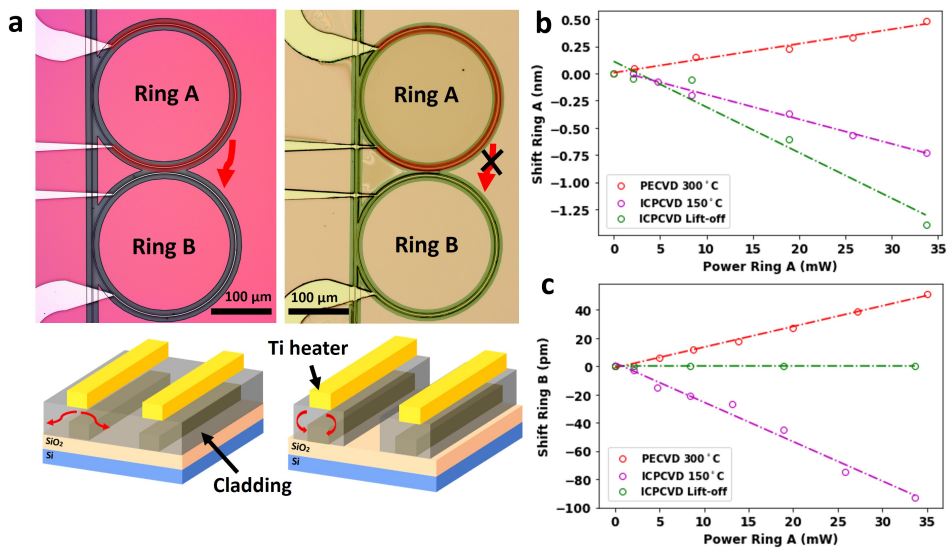 a
Ring A
Ring B
100 µm
Ring A
Ring B
100 µm
Ti heater
SiO₂
Si
Cladding
SiO₂
Si
b
Shift Ring A (nm)
0.50
0.25
0.00
−0.25
−0.50
−0.75
−1.00
−1.25
PECVD 300˚C
ICPCVD 150˚C
ICPCVD Lift-off
0 5 10 15 20 25 30 35
Power Ring A (mW)
c
Shift Ring B (pm)
40
20
0
−20
−40
−60
−80
−100
PECVD 300˚C
ICPCVD 150˚C
ICPCVD Lift-off
0 5 10 15 20 25 30 35
Power Ring A (mW)